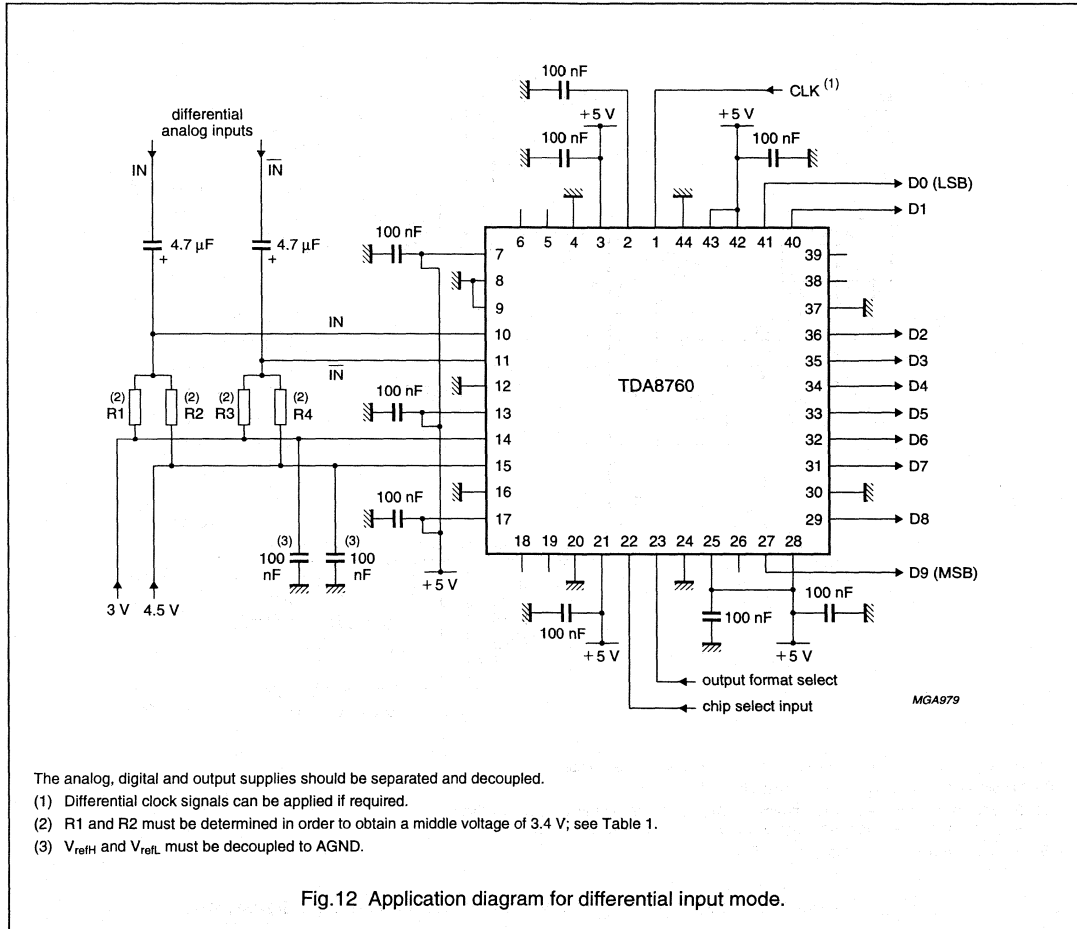 100 nF
CLK (1)
differential
analog inputs
+5 V
+5 V
100 nF
100 nF
IN
IN
D0 (LSB)
D1
6 5 4 3 2 1 44 43 42 41 40
4.7 µF
+
4.7 µF
+
100 nF
7
8
9
10
11
12
13
14
15
16
17
IN
IN
100 nF
100 nF
TDA8760
39
38
37
36
35
34
33
32
31
30
29
D2
D3
D4
D5
D6
D7
D8
(2)
R1
(2)
R2
(2)
R3
(2)
R4
18 19 20 21 22 23 24 25 26 27 28
(3)
100
nF
(3)
100
nF
+5 V
D9 (MSB)
3 V 4.5 V
100 nF
+5 V
100 nF
100 nF
+5 V
output format select
chip select input
MGA979
The analog, digital and output supplies should be separated and decoupled.
(1) Differential clock signals can be applied if required.
(2) R1 and R2 must be determined in order to obtain a middle voltage of 3.4 V; see Table 1.
(3) VrefH and VrefL must be decoupled to AGND.
Fig.12 Application diagram for differential input mode.